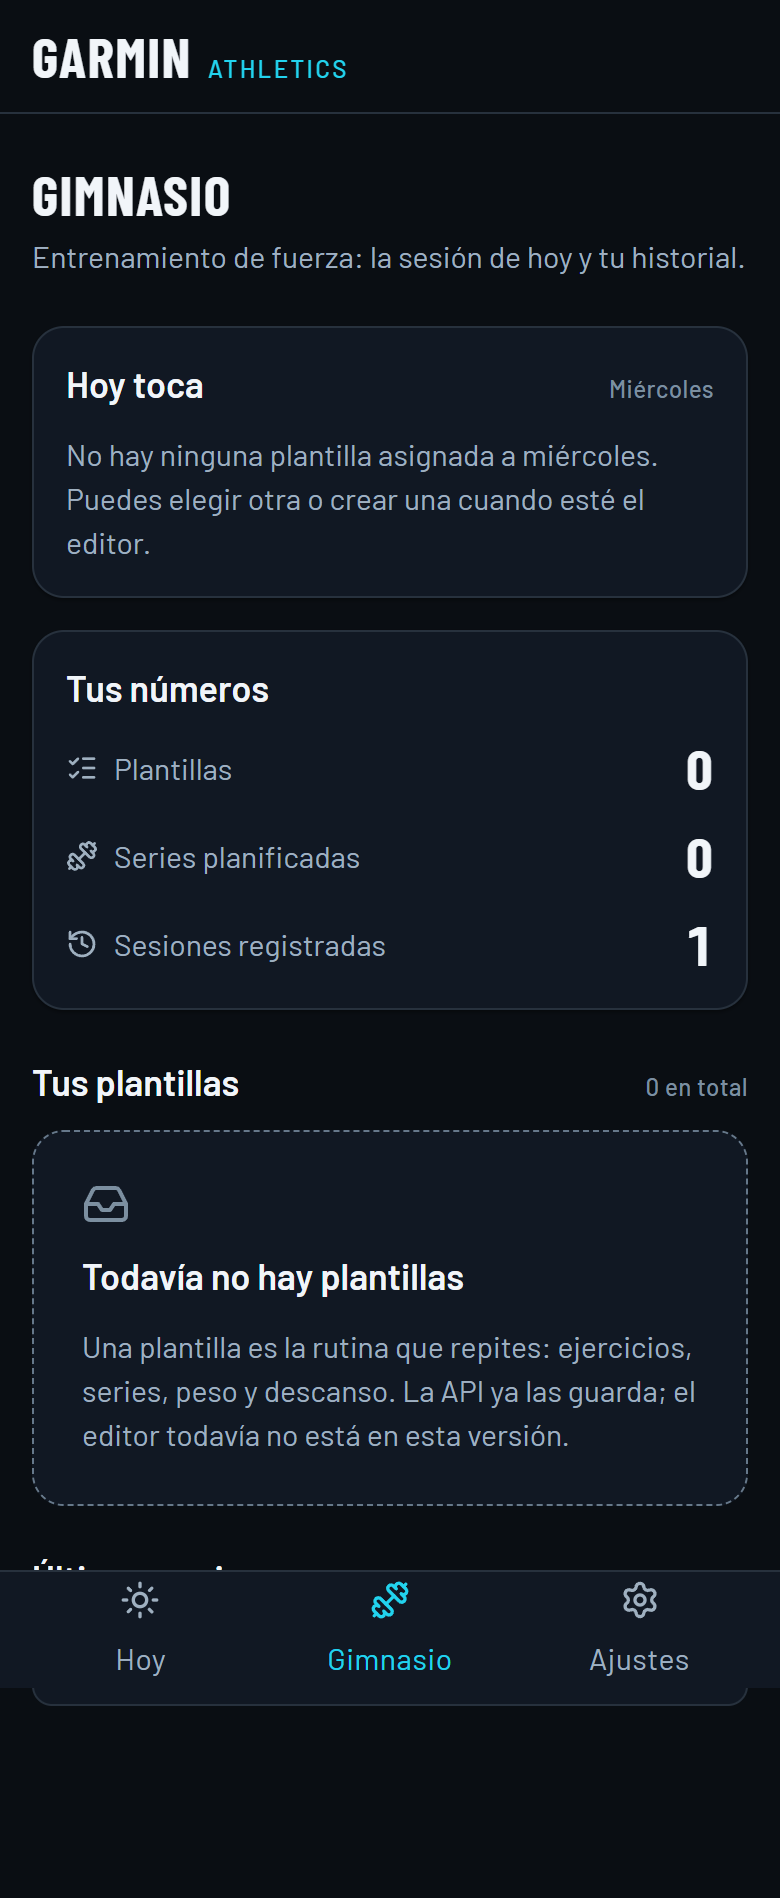 GARMIN ATHLETICS
GIMNASIO
Entrenamiento de fuerza: la sesión de hoy y tu historial.
Hoy toca
Miércoles
No hay ninguna plantilla asignada a miércoles.
Puedes elegir otra o crear una cuando esté el
editor.
Tus números
Plantillas
0
Series planificadas
0
Sesiones registradas
1
Tus plantillas
0 en total
Todavía no hay plantillas
Una plantilla es la rutina que repites: ejercicios,
series, peso y descanso. La API ya las guarda; el
editor todavía no está en esta versión.
Hoy
Gimnasio
Ajustes